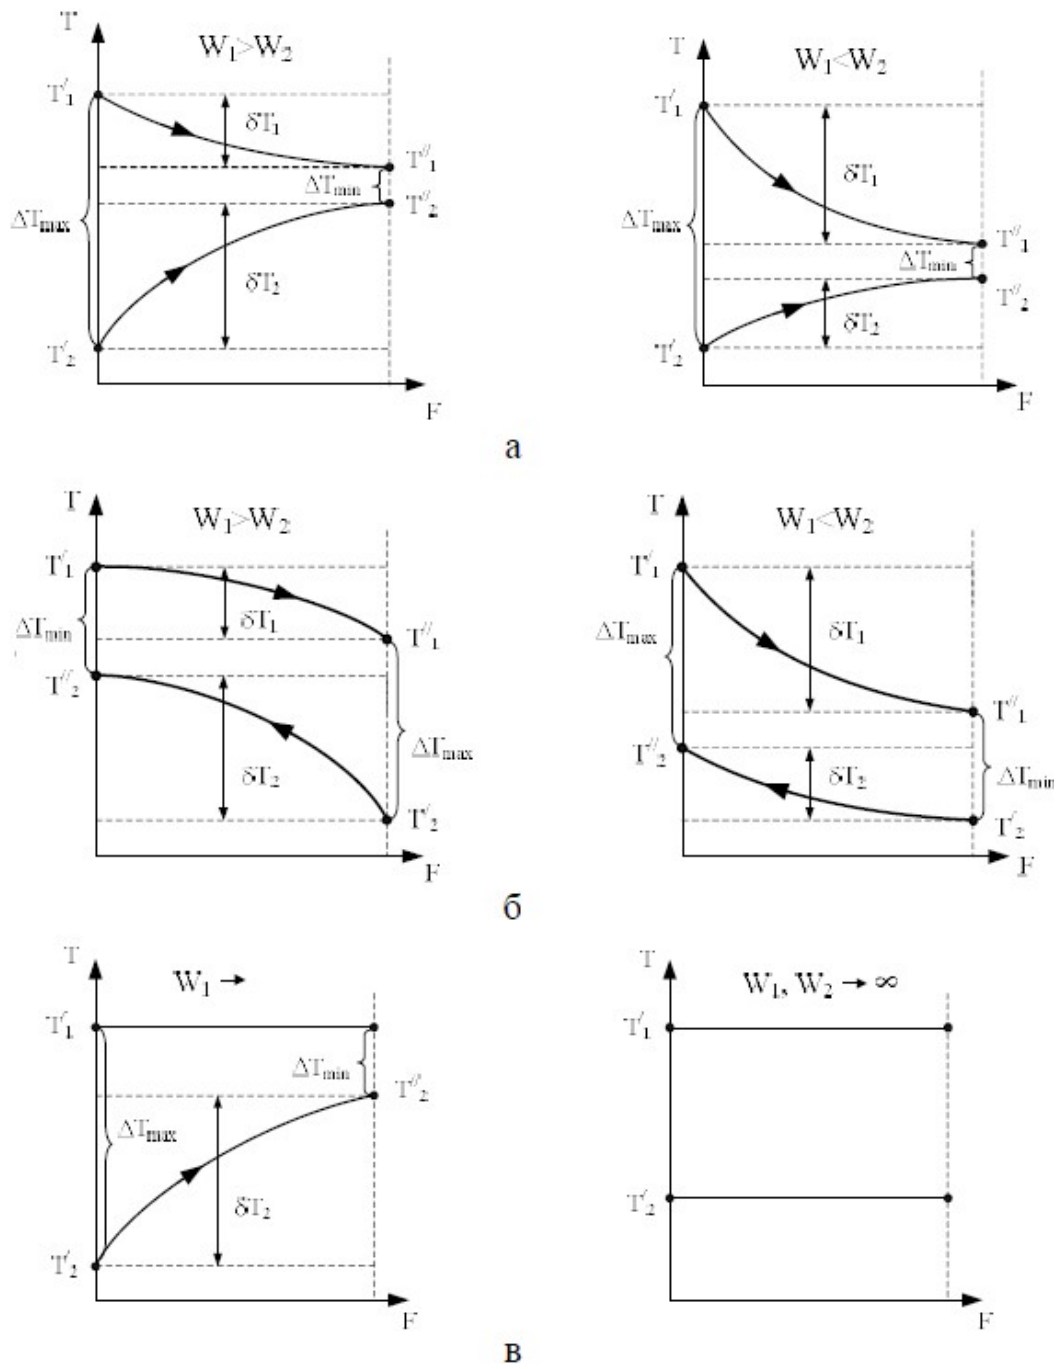 T
W₁>W₂
T′₁
δT₁
T″₁
ΔTmin
T″₂
ΔTmax
δT₂
T′₂
F
T
W₁<W₂
T′₁
δT₁
T″₁
ΔTmax
ΔTmin
T″₂
δT₂
T′₂
F
а
T
W₁>W₂
T′₁
δT₁
ΔTmin
T″₁
T″₂
ΔTmax
δT₂
T′₂
F
T
W₁<W₂
T′₁
δT₁
ΔTmax
T″₁
T″₂
δT₂
ΔTmin
T′₂
F
б
T
W₁ →
T′₁
ΔTmin
T″₂
ΔTmax
δT₂
T′₂
F
T
W₁, W₂ → ∞
T′₁
T′₂
F
в